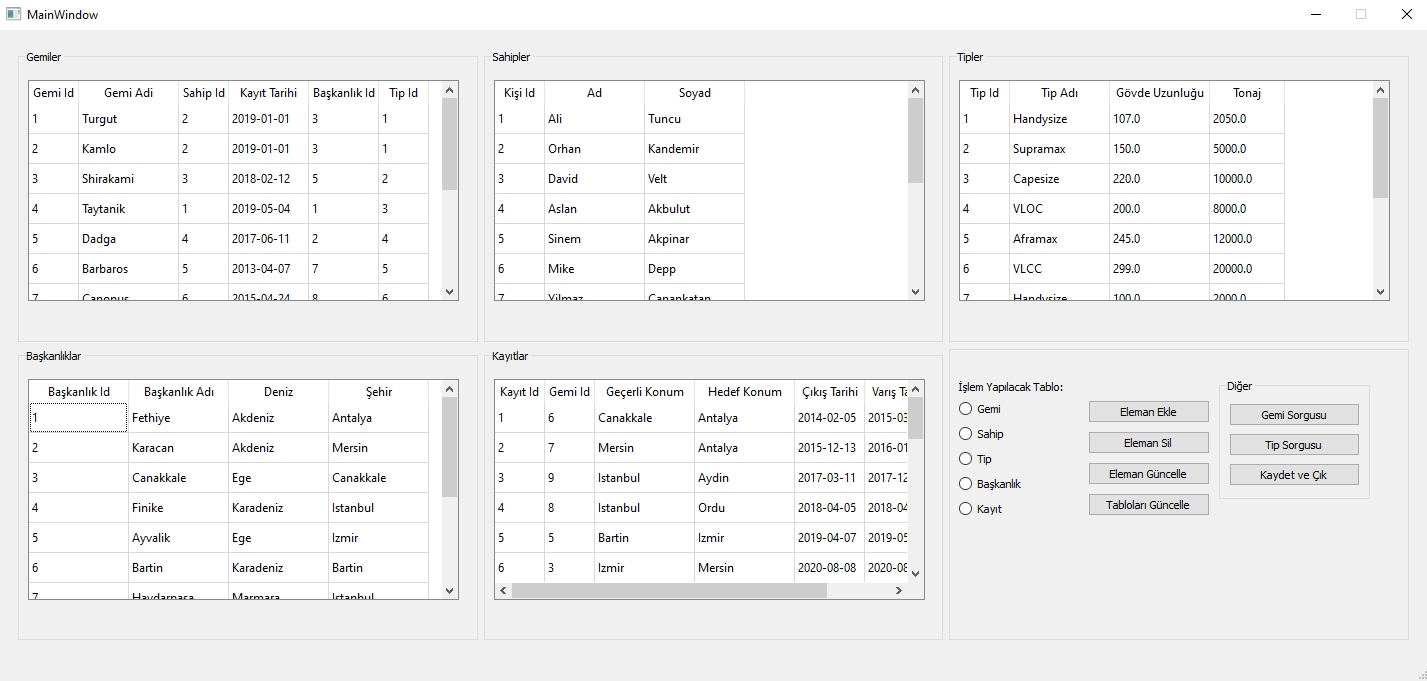 MainWindow
Gemiler
Gemi Id Gemi Adi Sahip Id Kayıt Tarihi Başkanlık Id Tip Id
1 Turgut 2 2019-01-01 3 1
2 Kamlo 2 2019-01-01 3 1
3 Shirakami 3 2018-02-12 5 2
4 Taytanik 1 2019-05-04 1 3
5 Dadga 4 2017-06-11 2 4
6 Barbaros 5 2013-04-07 7 5
7 Canopus 6 2015-04-24 8 6
Sahipler
Kişi Id Ad Soyad
1 Ali Tuncu
2 Orhan Kandemir
3 David Velt
4 Aslan Akbulut
5 Sinem Akpinar
6 Mike Depp
7 Yilmaz Canankatan
Tipler
Tip Id Tip Adı Gövde Uzunluğu Tonaj
1 Handysize 107.0 2050.0
2 Supramax 150.0 5000.0
3 Capesize 220.0 10000.0
4 VLOC 200.0 8000.0
5 Aframax 245.0 12000.0
6 VLCC 299.0 20000.0
7 Handysize 100.0 2000.0
Başkanlıklar
Başkanlık Id Başkanlık Adı Deniz Şehir
1 Fethiye Akdeniz Antalya
2 Karacan Akdeniz Mersin
3 Canakkale Ege Canakkale
4 Finike Karadeniz Istanbul
5 Ayvalik Ege Izmir
6 Bartin Karadeniz Bartin
7 Haydarpasa Marmara Istanbul
Kayıtlar
Kayıt Id Gemi Id Geçerli Konum Hedef Konum Çıkış Tarihi Varış Ta
1 6 Canakkale Antalya 2014-02-05 2015-03
2 7 Mersin Antalya 2015-12-13 2016-01
3 9 Istanbul Aydin 2017-03-11 2017-12
4 8 Istanbul Ordu 2018-04-05 2018-04
5 5 Bartin Izmir 2019-04-07 2019-05
6 3 Izmir Mersin 2020-08-08 2020-08
İşlem Yapılacak Tablo:
Gemi
Sahip
Tip
Başkanlık
Kayıt
Eleman Ekle
Eleman Sil
Eleman Güncelle
Tabloları Güncelle
Diğer
Gemi Sorgusu
Tip Sorgusu
Kaydet ve Çık